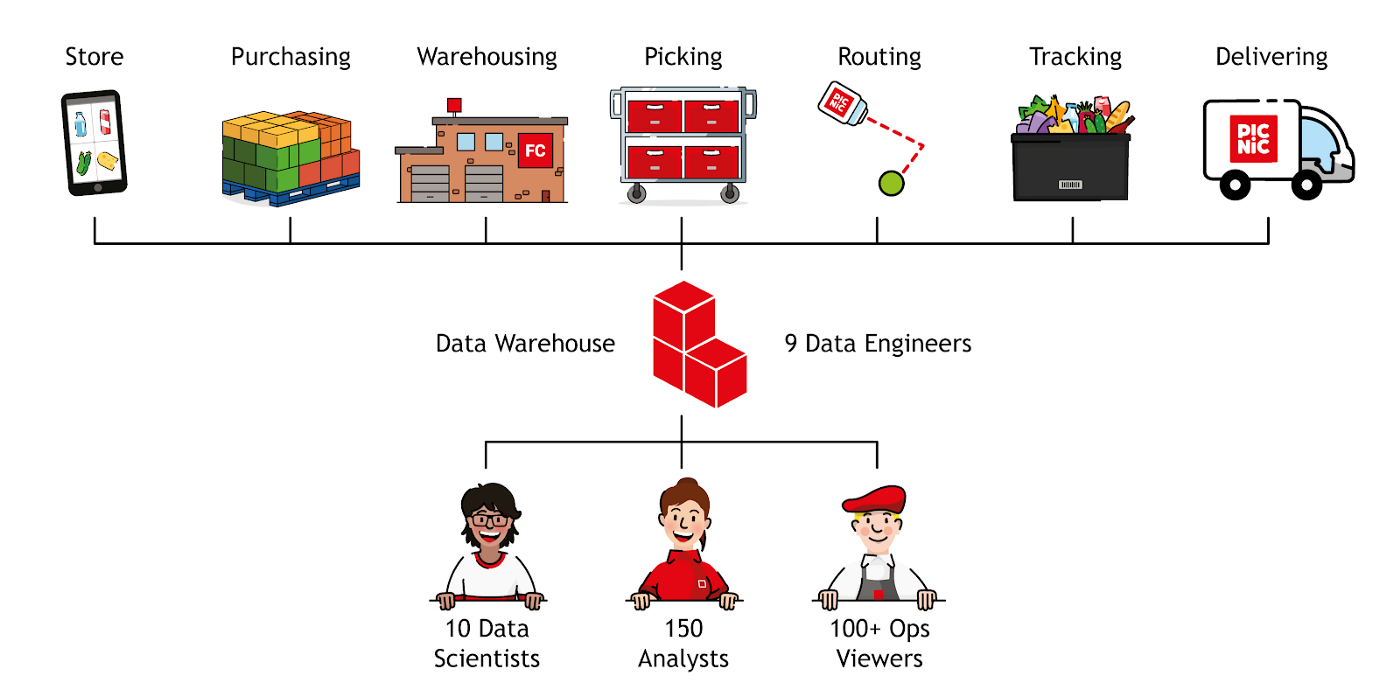 Store
Purchasing
Warehousing
Picking
Routing
Tracking
Delivering
FC
PiC
NiC
PiC
NiC
Data Warehouse
9 Data Engineers
10 Data
Scientists
150
Analysts
100+ Ops
Viewers